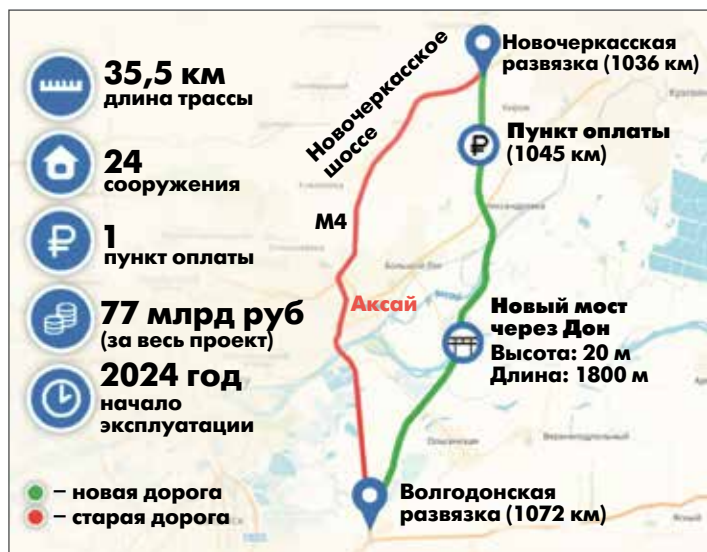 35,5 км
длина трассы
24
сооружения
1
пункт оплаты
77 млрд руб
(за весь проект)
2024 год
начало
эксплуатации
– новая дорога
– старая дорога
Новочеркасское
шоссе
М4
Аксай
Новочеркасская
развязка (1036 км)
Пункт оплаты
(1045 км)
Новый мост
через Дон
Высота: 20 м
Длина: 1800 м
Волгодонская
развязка (1072 км)